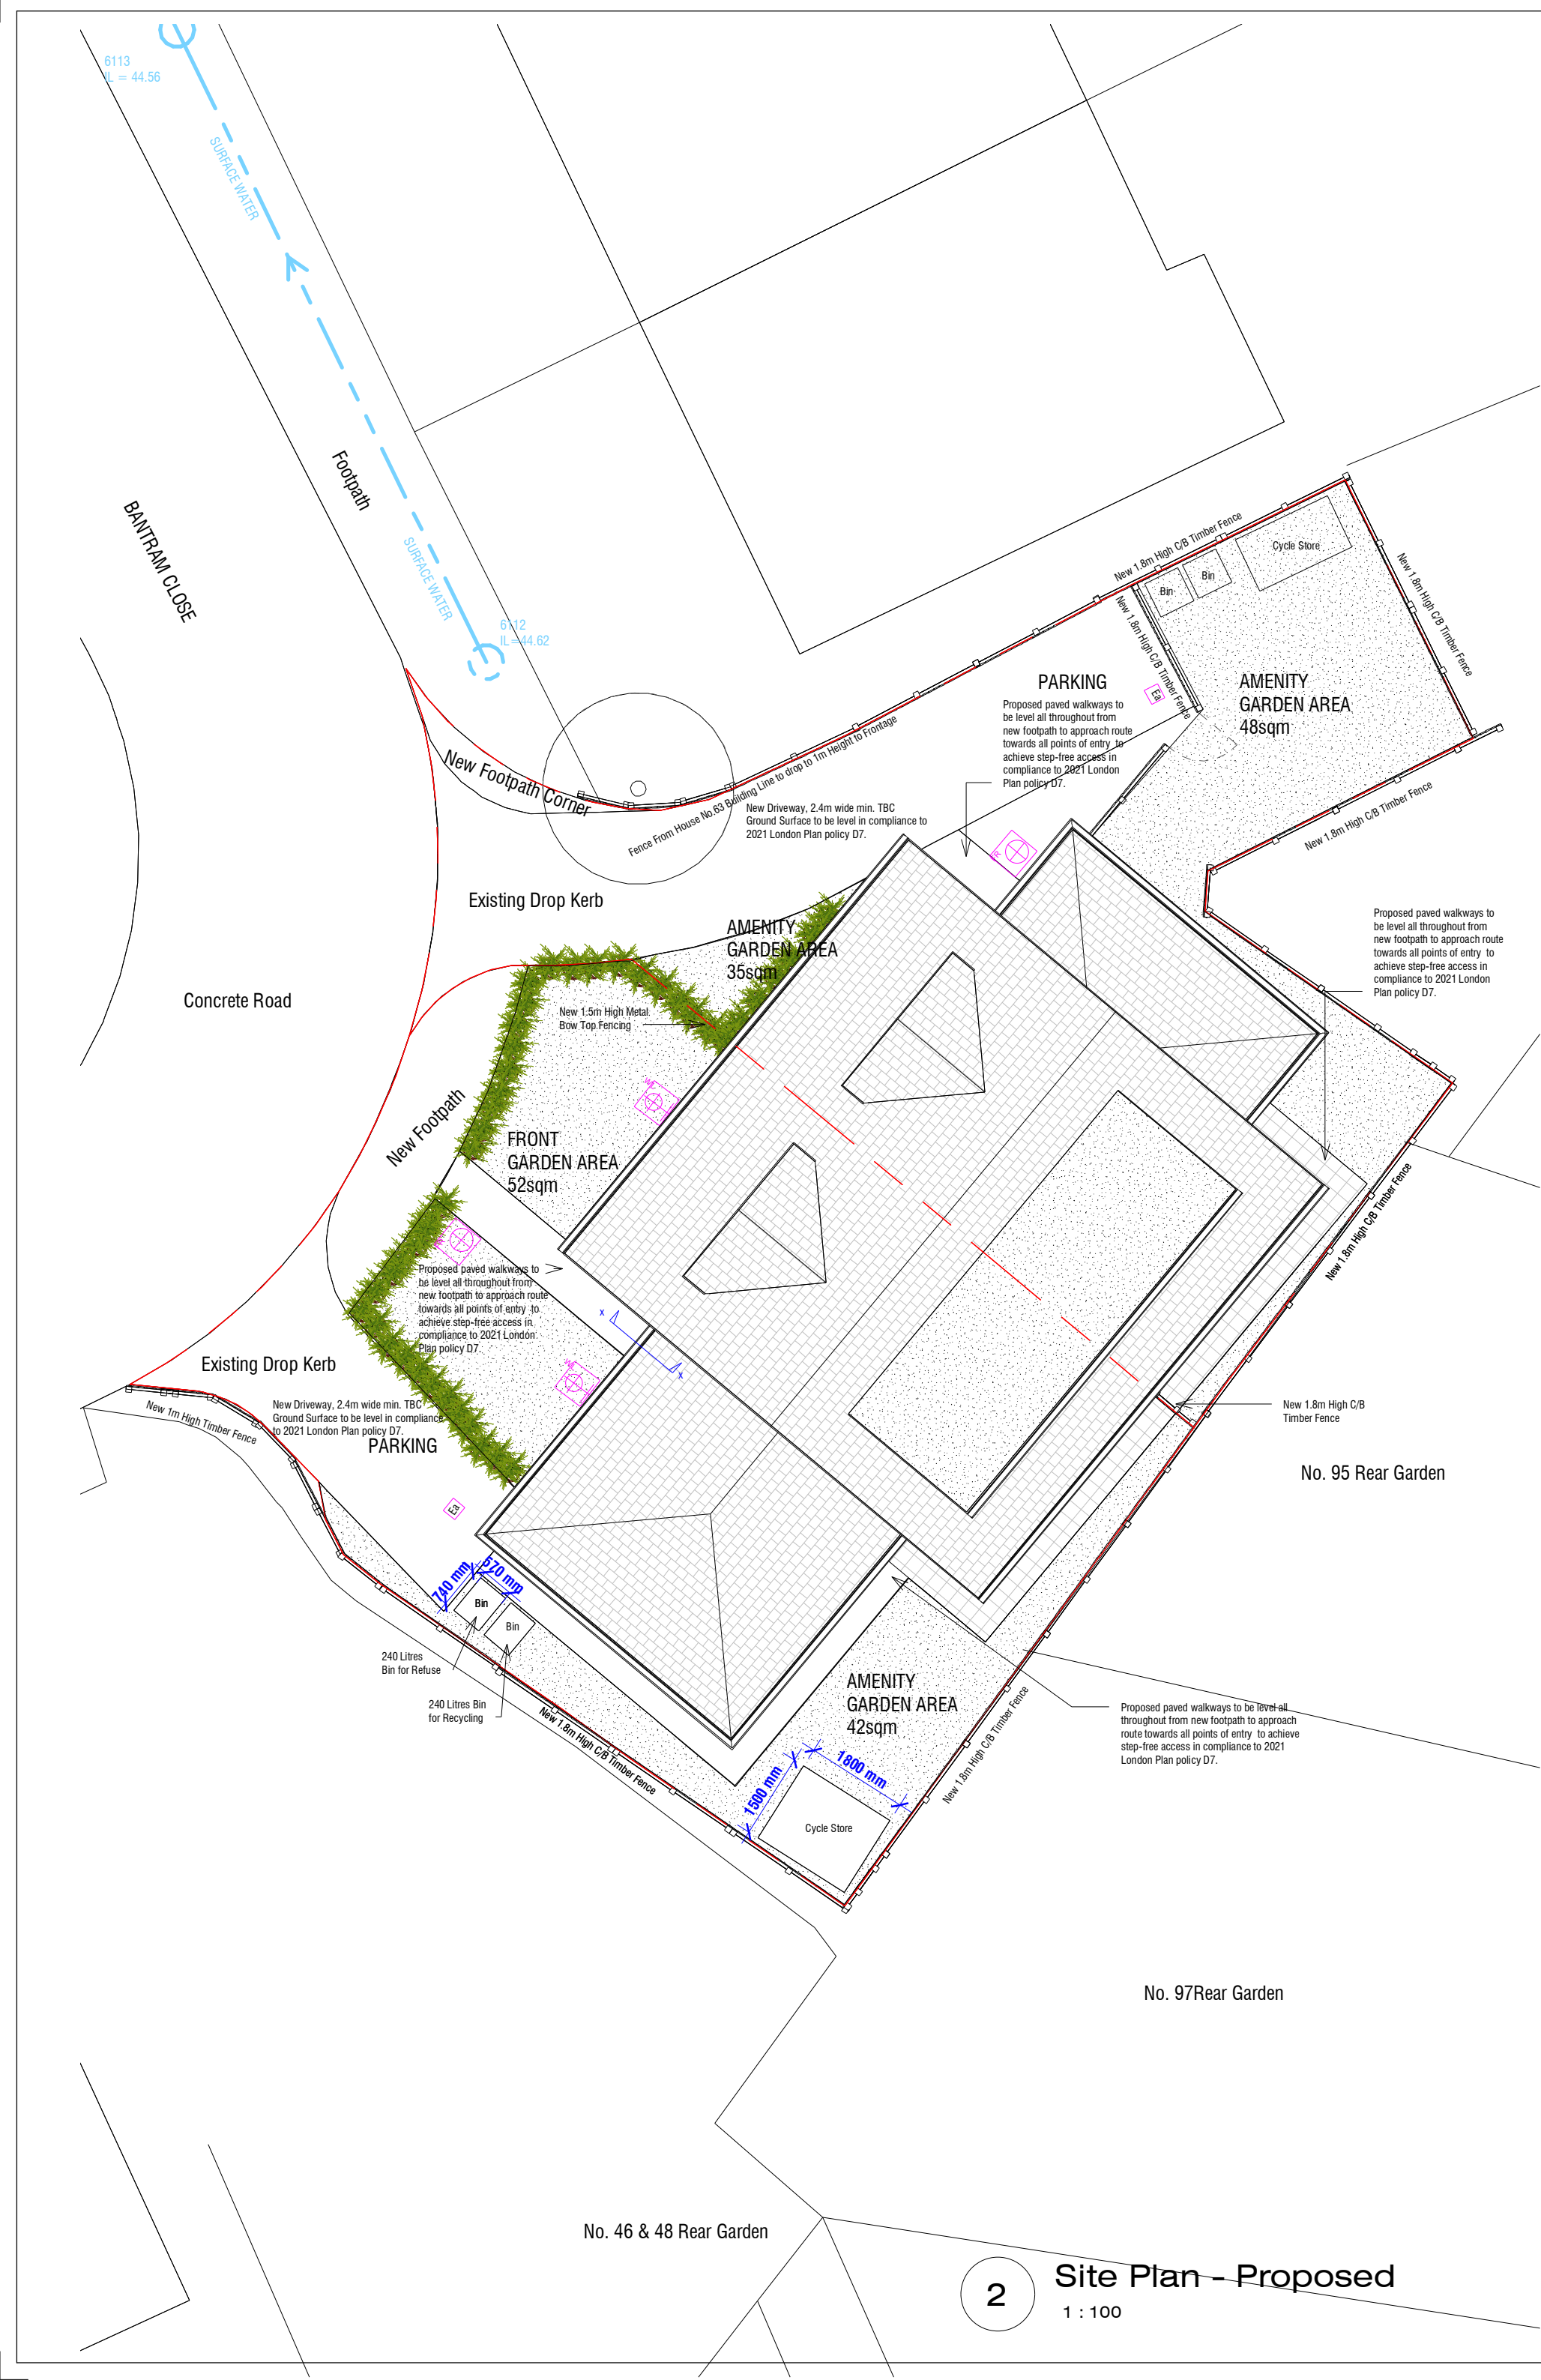 6113
IL = 44.56
SURFACE WATER
Footpath
BANTRAM CLOSE
SURFACE WATER
6112
IL =44.62
New 1.8m High C/B Timber Fence
Cycle Store
Bin
Bin
New 1.8m High C/B Timber Fence
New 1.8m High C/B Timber Fence
PARKING
Ea
AMENITY
GARDEN AREA
48sqm
Proposed paved walkways to
be level all throughout from
new footpath to approach route
towards all points of entry to
achieve step-free access in
compliance to 2021 London
Plan policy D7.
New Footpath Corner
Fence From House No.63 Building Line to drop to 1m Height to Frontage
New Driveway, 2.4m wide min. TBC
Ground Surface to be level in compliance to
2021 London Plan policy D7.
New 1.8m High C/B Timber Fence
Existing Drop Kerb
AMENITY
GARDEN AREA
35sqm
Proposed paved walkways to
be level all throughout from
new footpath to approach route
towards all points of entry to
achieve step-free access in
compliance to 2021 London
Plan policy D7.
Concrete Road
New 1.5m High Metal
Bow Top Fencing
New Footpath
FRONT
GARDEN AREA
52sqm
New 1.8m High C/B Timber Fence
Proposed paved walkways to
be level all throughout from
new footpath to approach route
towards all points of entry to
achieve step-free access in
compliance to 2021 London
Plan policy D7.
x
x
Existing Drop Kerb
New 1m High Timber Fence
New Driveway, 2.4m wide min. TBC
Ground Surface to be level in compliance
to 2021 London Plan policy D7.
PARKING
New 1.8m High C/B
Timber Fence
No. 95 Rear Garden
Ea
740 mm
570 mm
Bin
Bin
240 Litres
Bin for Refuse
240 Litres Bin
for Recycling
New 1.8m High C/B Timber Fence
AMENITY
GARDEN AREA
42sqm
New 1.8m High C/B Timber Fence
Proposed paved walkways to be level all
throughout from new footpath to approach
route towards all points of entry to achieve
step-free access in compliance to 2021
London Plan policy D7.
1500 mm
1800 mm
Cycle Store
No. 97Rear Garden
No. 46 & 48 Rear Garden
2
Site Plan - Proposed
1 : 100